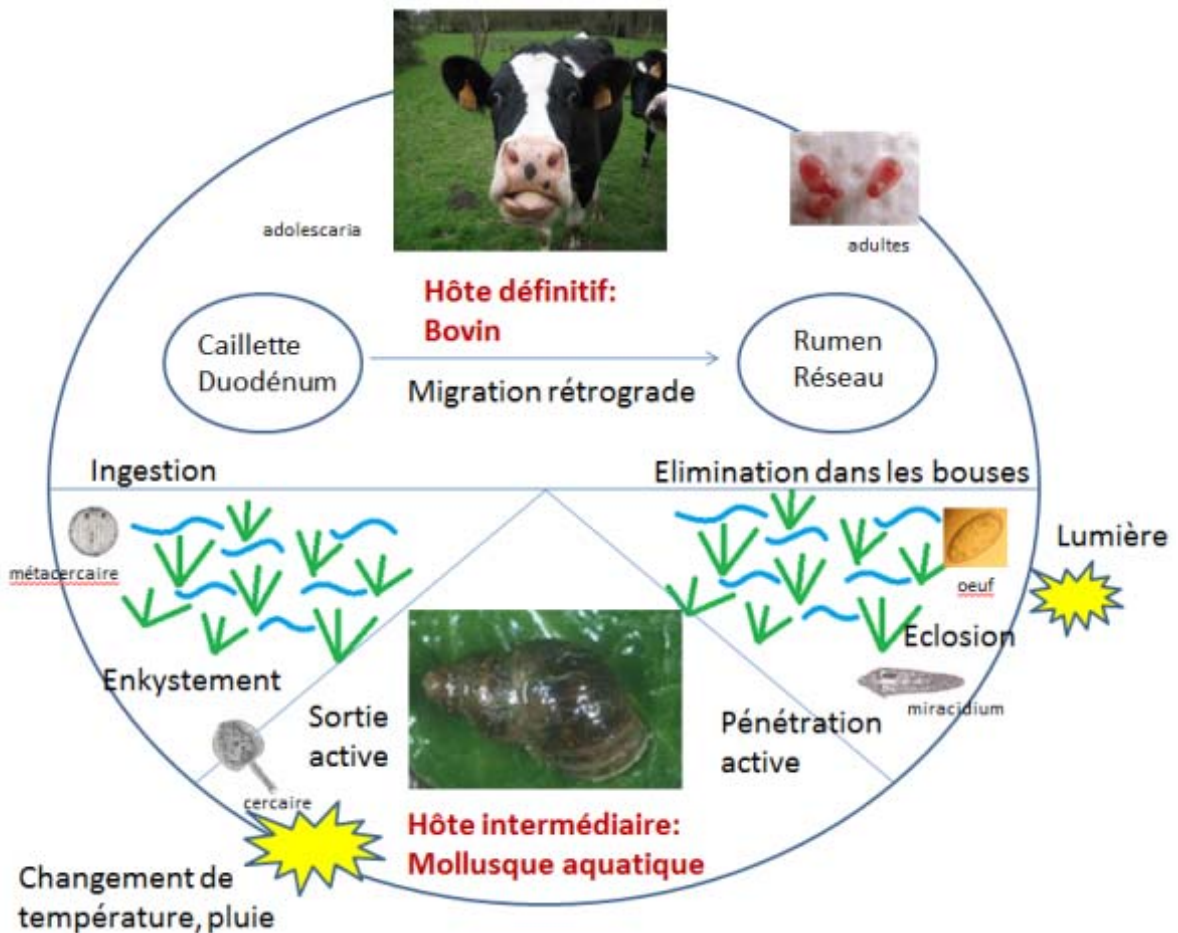 adolescaria
adultes
Hôte définitif:
Bovin
Caillette
Duodénum
Migration rétrograde
Rumen
Réseau
Ingestion
Elimination dans les bouses
métacercaire
oeuf
Lumière
Eclosion
miracidium
Enkystement
Sortie
active
Pénétration
active
cercaire
Hôte intermédiaire:
Mollusque aquatique
Changement de
température, pluie